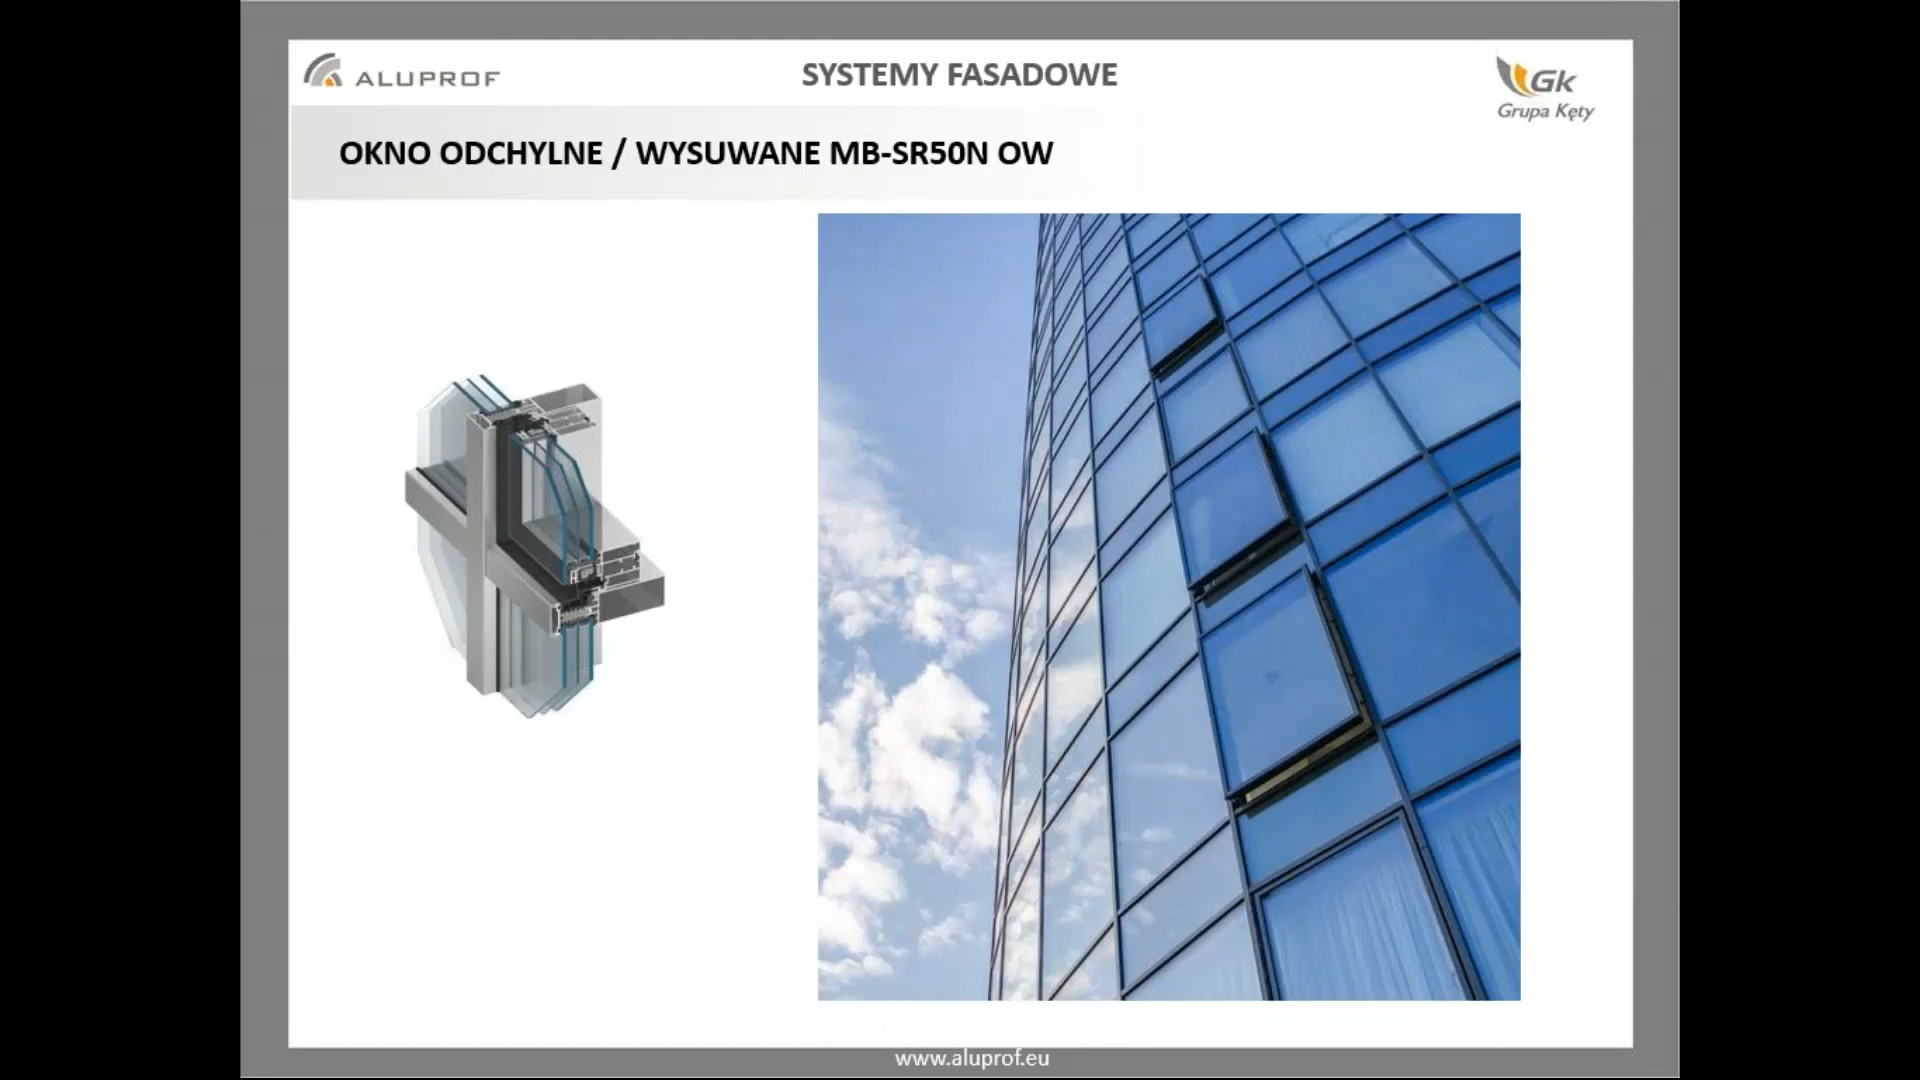 ALUPROF
SYSTEMY FASADOWE
Gk
Grupa Kęty
OKNO ODCHYLNE / WYSUWANE MB-SR50N OW
www.aluprof.eu